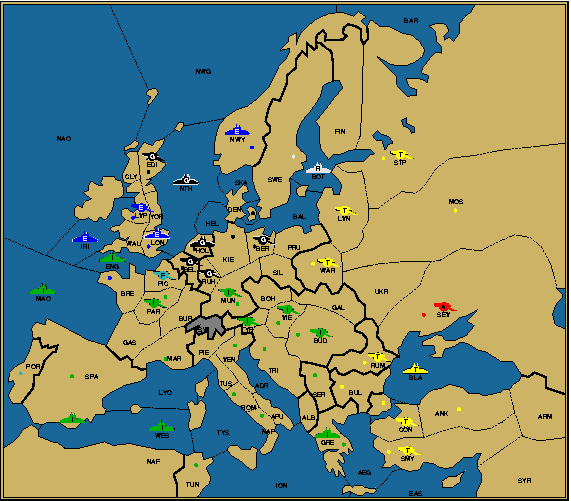 BAR
NWG
NAO
E
NWY
FIN
T
STP
G
EDI
CLY
YOR
G
NTH
SKA
SWE
R
BOT
MOS
E
LVP
YOR
DEN
BAL
T
LVN
E
IRI
WAL
E
LON
HEL
G
HOL
KIE
G
BER
PRU
I
ENG
G
BEL
G
RUH
SIL
T
WAR
UKR
F
PIC
I
MAO
BRE
I
PAR
I
MUN
BOH
GAL
I
VIE
A
SEV
BUR
I
BUD
GAS
MAR
PIE
VEN
TRI
T
RUM
T
BLA
POR
SPA
LYO
TUS
ADR
SER
BUL
ROM
APU
ALB
ANK
ARM
I
I
WES
TYS
NAP
I
GRE
T
CON
NAF
T
SMY
TUN
ION
AEG
EAS
SYR